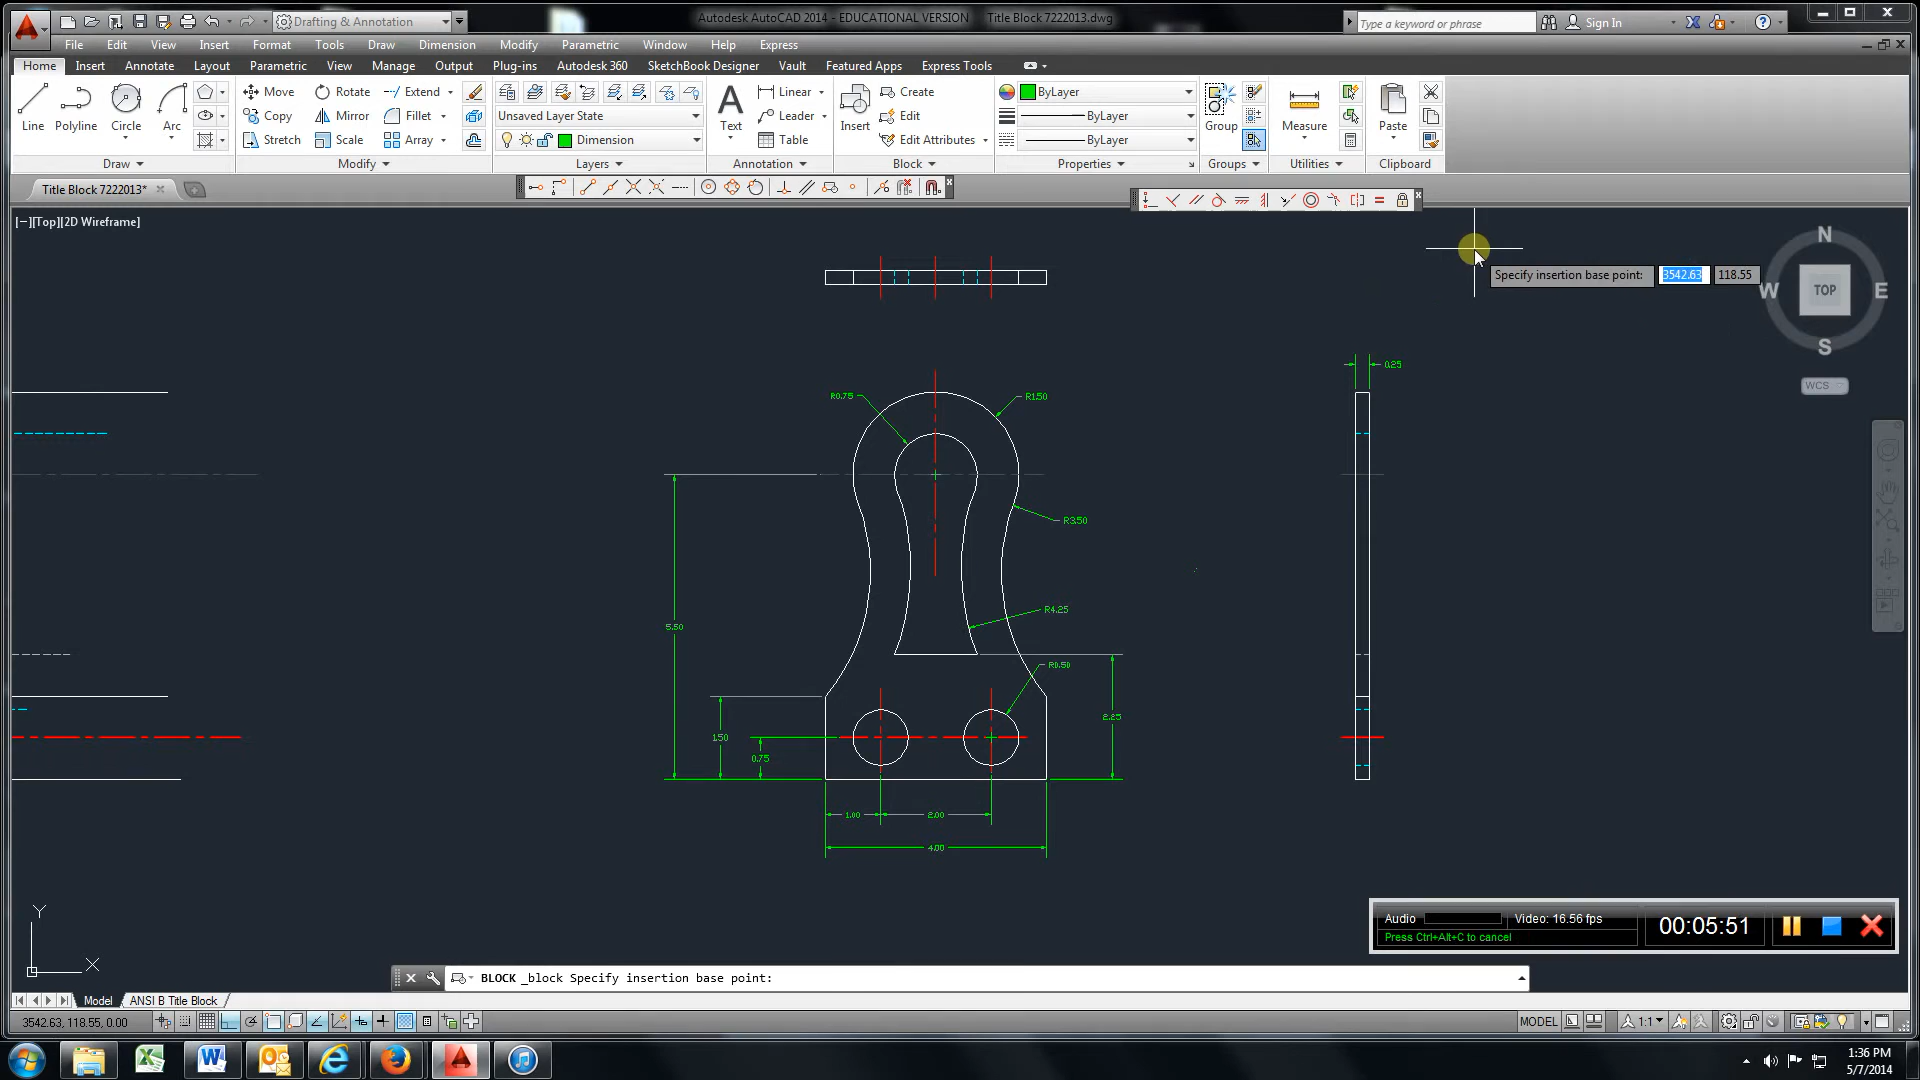 Drafting & Annotation
Autodesk AutoCAD 2014 - EDUCATIONAL VERSION Title Block 7222013.dwg
Type a keyword or phrase
Sign In
File Edit View Insert Format Tools Draw Dimension Modify Parametric Window Help Express
Home Insert Annotate Layout Parametric View Manage Output Plug-ins Autodesk 360 SketchBook Designer Vault Featured Apps Express Tools
Move Rotate Extend
Unsaved Layer State
Linear
Create
ByLayer
Line Polyline Circle Arc
Copy Mirror Fillet
Text
Leader
Insert
Edit
ByLayer
Group
Measure
Paste
Stretch Scale Array
Dimension
Table
Edit Attributes
ByLayer
Draw Modify Layers Annotation Block Properties Groups Utilities Clipboard
Title Block 7222013*
[−][Top][2D Wireframe]
N
W TOP E
S
WCS
Specify insertion base point: 3542.63 118.55
0.25
R0.75
R1.50
R3.50
R4.25
5.50
R0.50
2.25
1.50
0.75
1.00 2.00
4.00
Y
X
Audio Video: 16.56 fps
Press Ctrl+Alt+C to cancel
00:05:51
BLOCK _block Specify insertion base point:
Model ANSI B Title Block
3542.63, 118.55, 0.00
MODEL
1:1
1:36 PM
5/7/2014